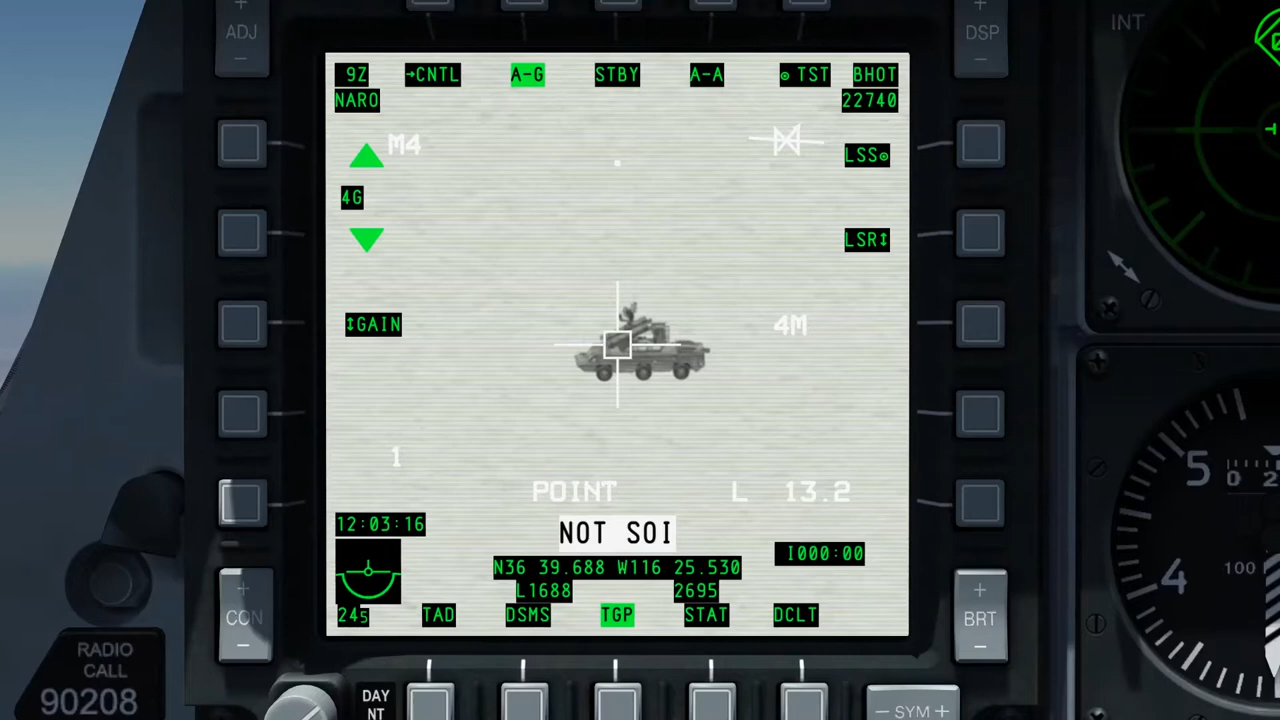 ADJ
DSP
INT
9Z →CNTL A-G STBY A-A ⊙ TST BHOT
NARO 22740
M4
LSS⊙
4G
LSR↕
↕GAIN
4M
1
POINT L 13.2
12:03:16
NOT SOI
I000:00
N36 39.688 W116 25.530
L1688 2695
245 TAD DSMS TGP STAT DCLT
+
CON
−
+
BRT
−
5 0 2
4 100
RADIO
CALL
90208
DAY
NT
− SYM +